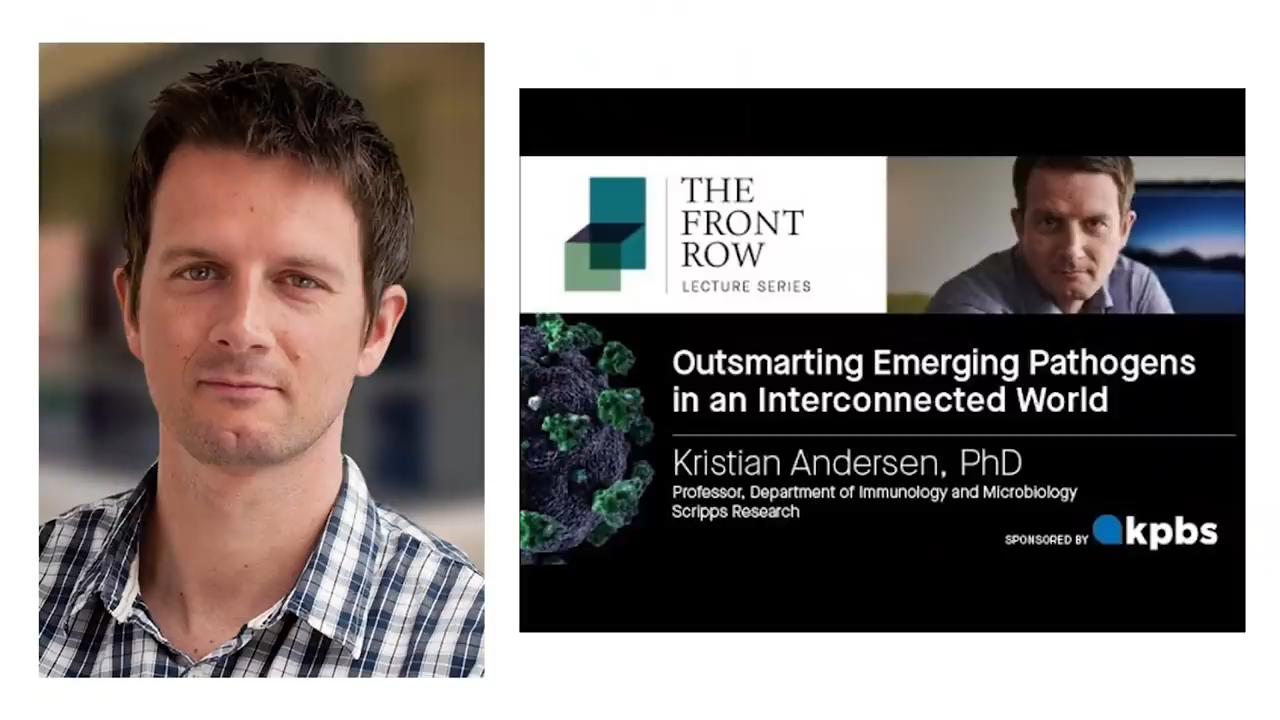 THE
FRONT
ROW
LECTURE SERIES
Outsmarting Emerging Pathogens
in an Interconnected World
Kristian Andersen, PhD
Professor, Department of Immunology and Microbiology
Scripps Research
SPONSORED BY kpbs